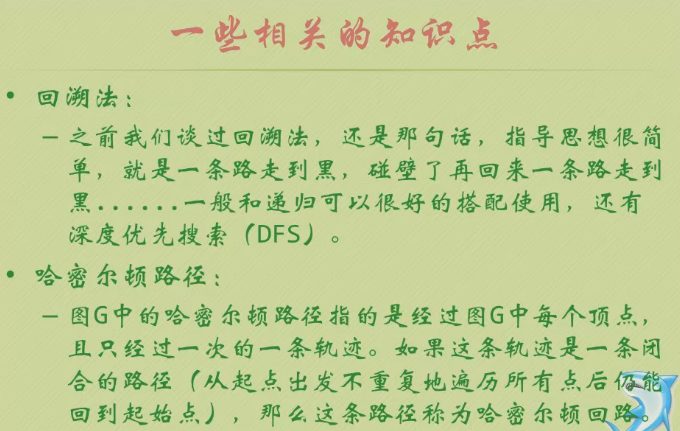 一些相关的知识点
• 回溯法：
– 之前我们谈过回溯法，还是那句话，指导思想很简
单，就是一条路走到黑，碰壁了再回来一条路走到
黑......一般和递归可以很好的搭配使用，还有
深度优先搜索（DFS）。
• 哈密尔顿路径：
– 图G中的哈密尔顿路径指的是经过图G中每个顶点，
且只经过一次的一条轨迹。如果这条轨迹是一条闭
合的路径（从起点出发不重复地遍历所有点后仍能
回到起始点），那么这条路径称为哈密尔顿回路。